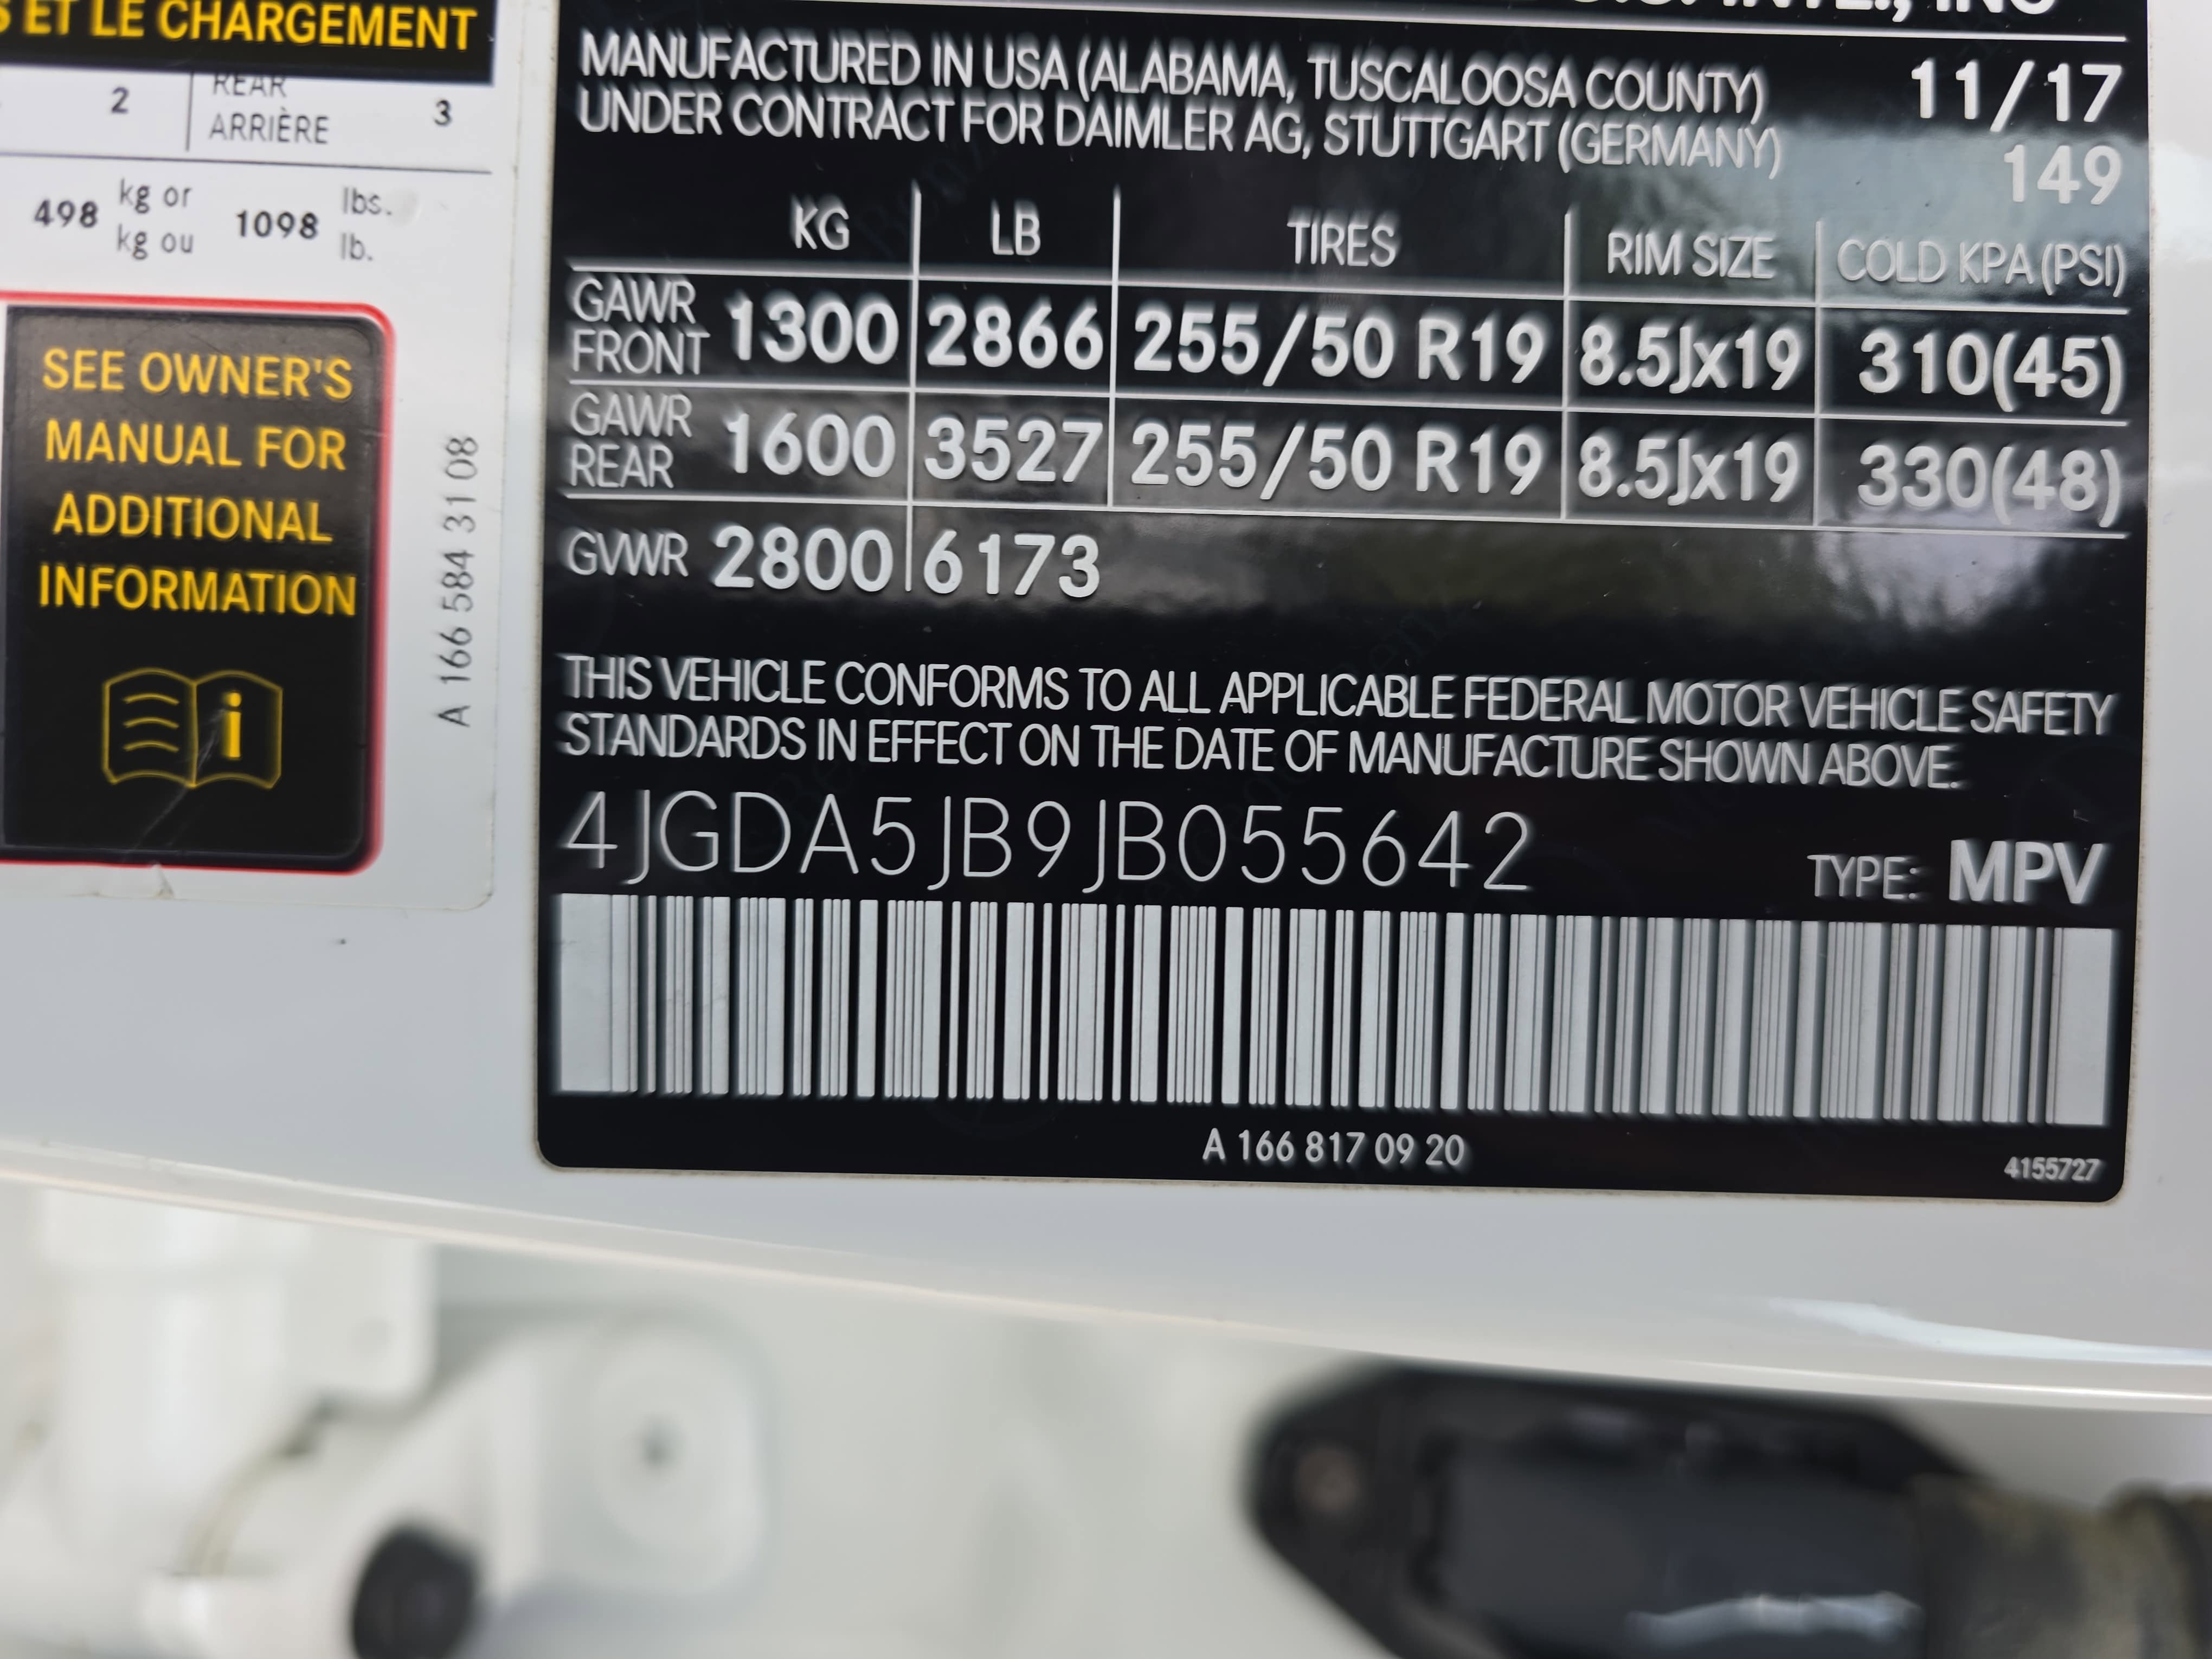 ET LE CHARGEMENT
2 REAR ARRIÈRE 3
498 kg or kg ou 1098 lbs. lb.
SEE OWNER'S
MANUAL FOR
ADDITIONAL
INFORMATION
i
A 166 584 31 08
INC
MANUFACTURED IN USA (ALABAMA, TUSCALOOSA COUNTY) 11/17
UNDER CONTRACT FOR DAIMLER AG, STUTTGART (GERMANY) 149
KG LB TIRES RIM SIZE COLD KPA (PSI)
GAWR FRONT 1300 2866 255/50 R19 8.5Jx19 310(45)
GAWR REAR 1600 3527 255/50 R19 8.5Jx19 330(48)
GVWR 2800 6173
THIS VEHICLE CONFORMS TO ALL APPLICABLE FEDERAL MOTOR VEHICLE SAFETY
STANDARDS IN EFFECT ON THE DATE OF MANUFACTURE SHOWN ABOVE.
4JGDA5JB9JB055642 TYPE: MPV
A 166 817 09 20
4155727